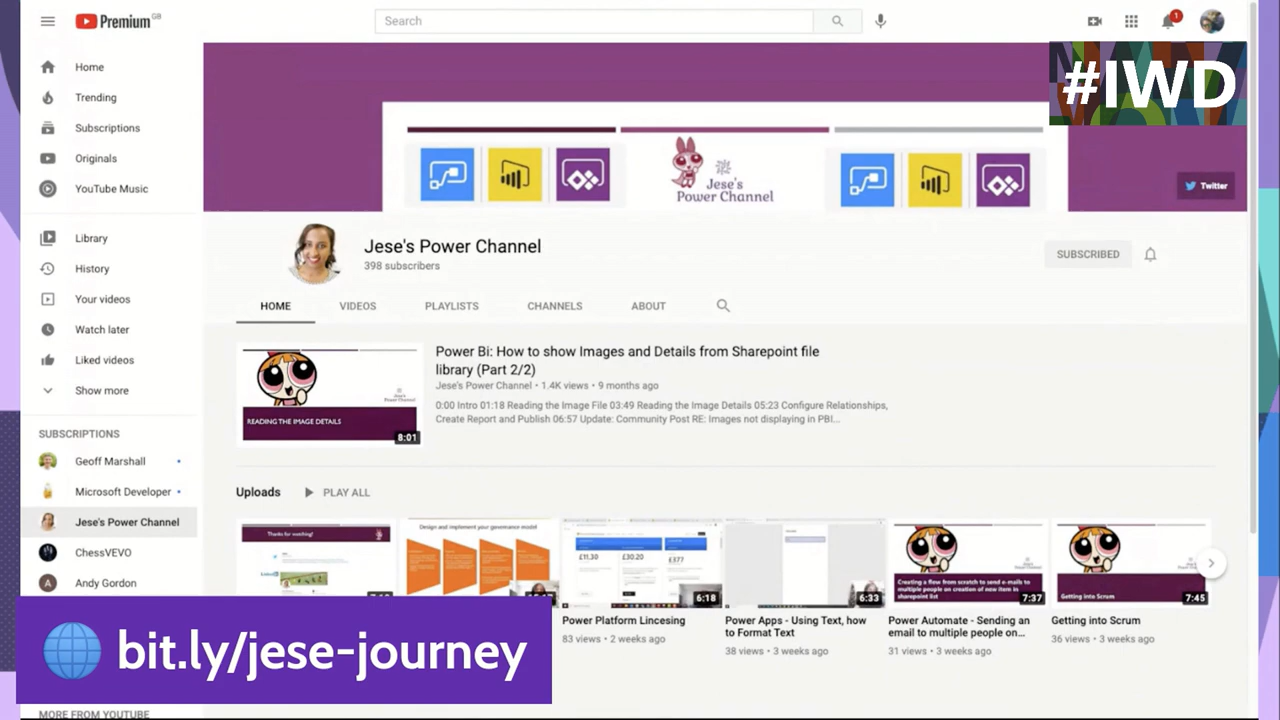 Premium GB
Search
1
#IWD
Home
Trending
Subscriptions
Originals
YouTube Music
Library
History
Your videos
Watch later
Liked videos
Show more
SUBSCRIPTIONS
Geoff Marshall
Microsoft Developer
Jese's Power Channel
ChessVEVO
A Andy Gordon
MORE FROM YOUTUBE
Jese's
Power Channel
Twitter
Jese's Power Channel
398 subscribers
SUBSCRIBED
HOME VIDEOS PLAYLISTS CHANNELS ABOUT
READING THE IMAGE DETAILS
8:01
Power Bi: How to show Images and Details from Sharepoint file
library (Part 2/2)
Jese's Power Channel • 1.4K views • 9 months ago
0:00 Intro 01:18 Reading the Image File 03:49 Reading the Image Details 05:23 Configure Relationships,
Create Report and Publish 06:57 Update: Community Post RE: Images not displaying in PBI...
Uploads PLAY ALL
Thanks for watching!
Design and implement your governance model
£11.30 £30.20 £377
6:18
Power Platform Lincesing
83 views • 2 weeks ago
6:33
Power Apps - Using Text, how
to Format Text
38 views • 3 weeks ago
Creating a flow from scratch to send e-mails to
multiple people on creation of new item in
sharepoint list
7:37
Power Automate - Sending an
email to multiple people on...
31 views • 3 weeks ago
Getting into Scrum
7:45
Getting into Scrum
36 views • 3 weeks ago
bit.ly/jese-journey